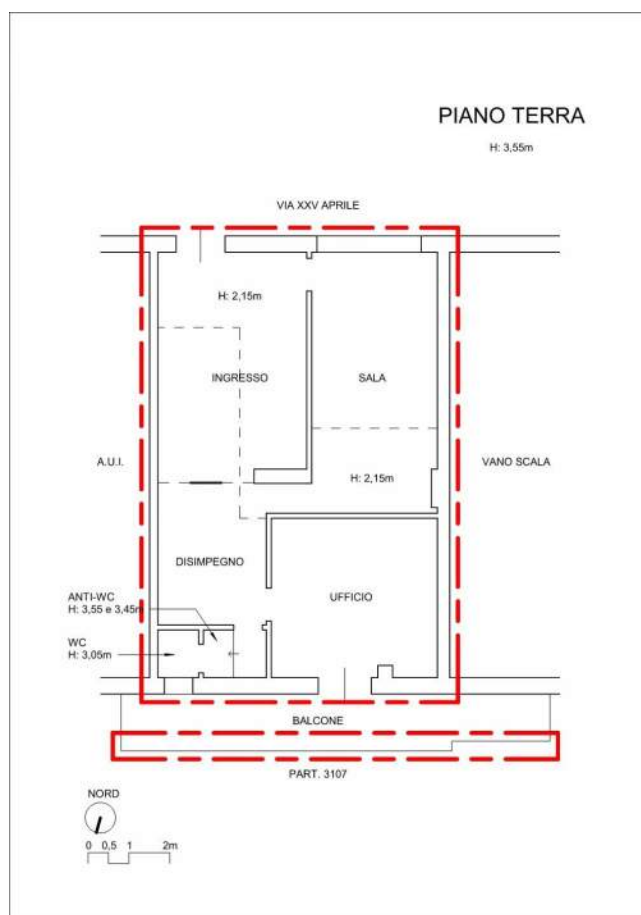 PIANO TERRA
H: 3,55m
VIA XXV APRILE
H: 2,15m
INGRESSO
SALA
A.U.I.
VANO SCALA
H: 2,15m
DISIMPEGNO
ANTI-WC
H: 3,55 e 3,45m
UFFICIO
WC
H: 3,05m
BALCONE
PART. 3107
NORD
0 0,5 1 2m